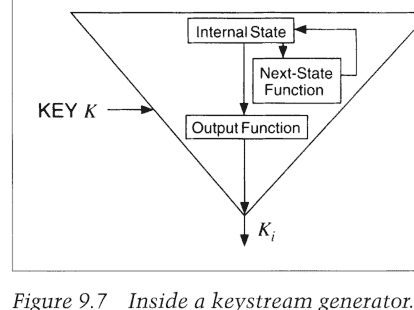 Internal State
Next-State
Function
KEY K
Output Function
K_i
Figure 9.7 Inside a keystream generator.